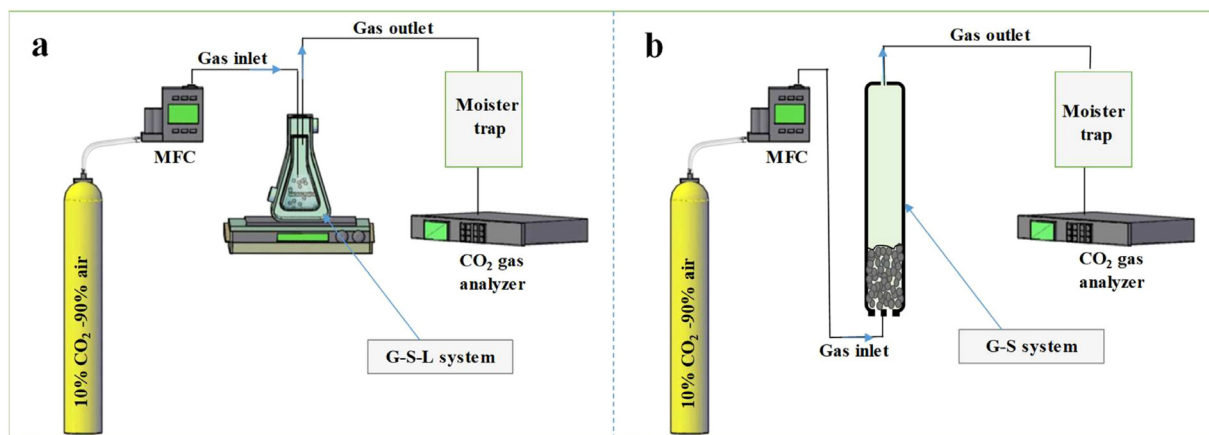 a
Gas outlet
Gas inlet
Moister
trap
MFC
10% CO₂ -90% air
CO₂ gas
analyzer
G-S-L system
b
Gas outlet
Moister
trap
MFC
10% CO₂ -90% air
CO₂ gas
analyzer
Gas inlet
G-S system